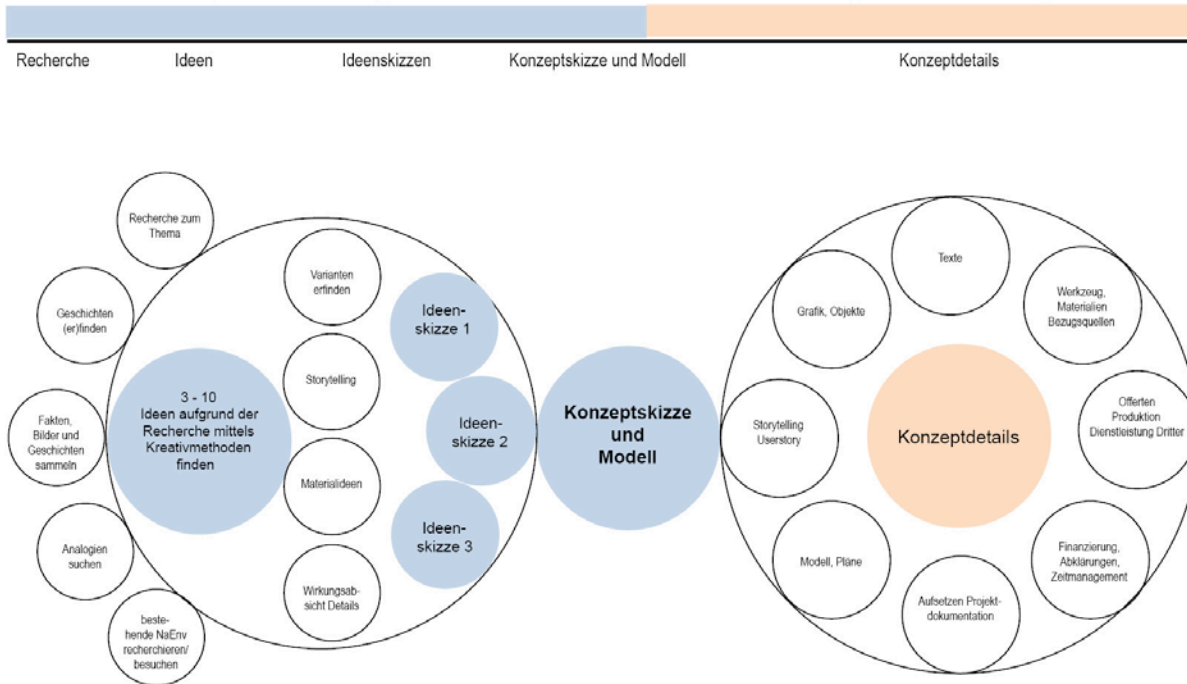 Recherche
Ideen
Ideenskizzen
Konzeptskizze und Modell
Konzeptdetails
Recherche zum
Thema
Geschichten
(er)finden
Fakten,
Bilder und
Geschichten
sammeln
Analogien
suchen
beste-
hende NaEnv
recherchieren/
besuchen
3 - 10
Ideen aufgrund der
Recherche mittels
Kreativmethoden
finden
Varianten
erfinden
Storytelling
Materialideen
Wirkungsab-
sicht Details
Ideen-
skizze 1
Ideen-
skizze 2
Ideen-
skizze 3
Konzeptskizze
und
Modell
Texte
Grafik, Objekte
Werkzeug,
Materialien
Bezugsquellen
Storytelling
Userstory
Konzeptdetails
Offerten
Produktion
Dienstleistung Dritter
Modell, Pläne
Aufsetzen Projekt-
dokumentation
Finanzierung,
Abklärungen,
Zeitmanagement